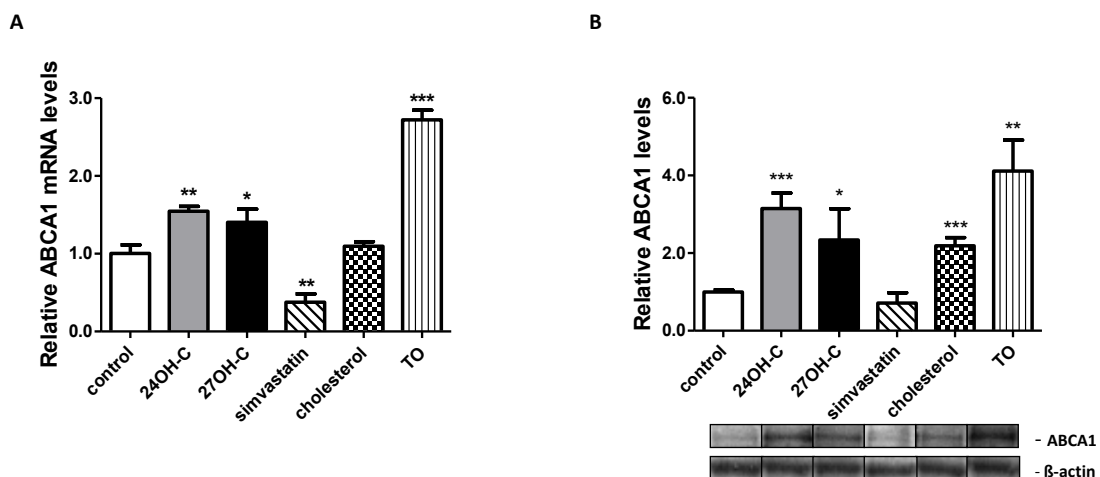 A
Relative ABCA1 mRNA levels
3.0
2.0
1.0
0.0
**
*
**
***
control
24OH-C
27OH-C
simvastatin
cholesterol
TO
B
Relative ABCA1 levels
6.0
4.0
2.0
0.0
***
*
***
**
control
24OH-C
27OH-C
simvastatin
cholesterol
TO
- ABCA1
- ß-actin